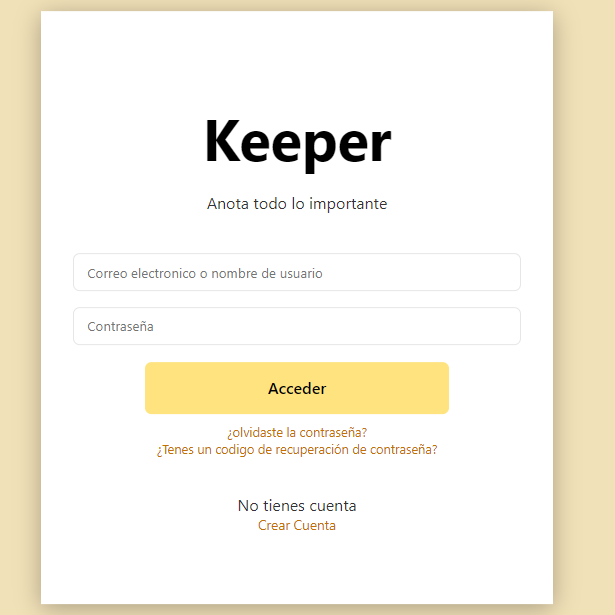 Keeper
Anota todo lo importante
Correo electronico o nombre de usuario
Contraseña
Acceder
¿olvidaste la contraseña?
¿Tenes un codigo de recuperación de contraseña?
No tienes cuenta
Crear Cuenta